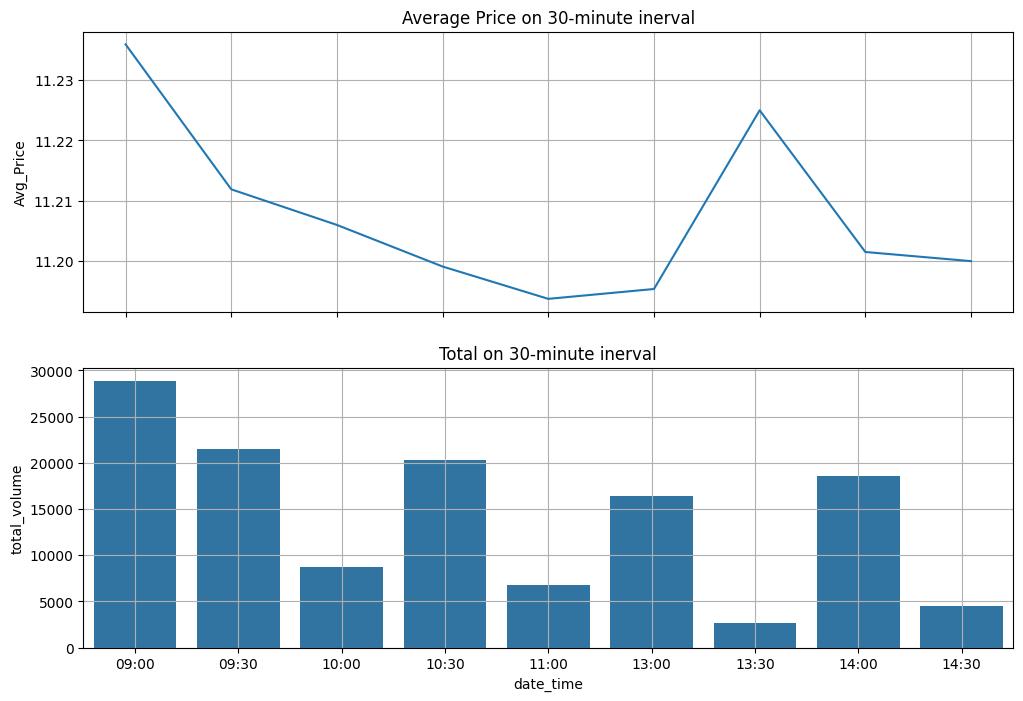 Average Price on 30-minute inerval
Avg_Price
11.23
11.22
11.21
11.20
Total on 30-minute inerval
total_volume
30000
25000
20000
15000
10000
5000
0
09:00 09:30 10:00 10:30 11:00 13:00 13:30 14:00 14:30
date_time